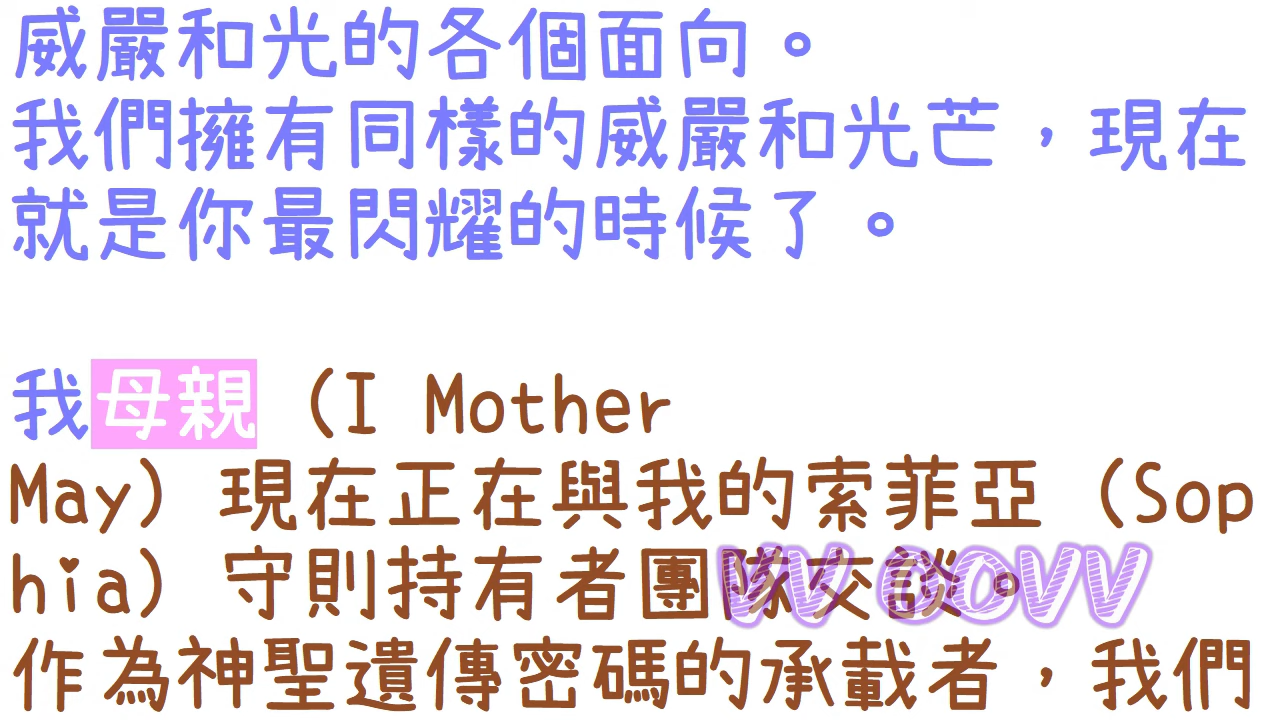 威嚴和光的各個面向。
我們擁有同樣的威嚴和光芒，現在
就是你最閃耀的時候了。
我母親（I Mother
May）現在正在與我的索菲亞（Sop
hia）守則持有者團隊交談。
VV COVV
作為神聖遺傳密碼的承載者，我們